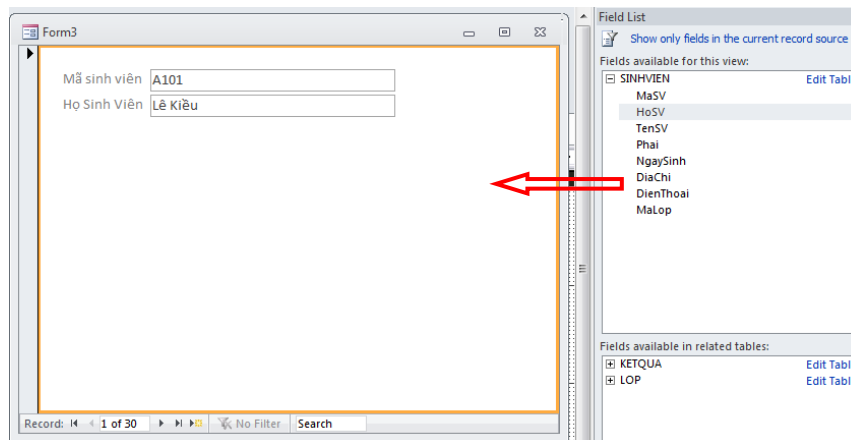 Form3
Mã sinh viên A101
Họ Sinh Viên Lê Kiều
Record: 1 of 30 No Filter Search
Field List
Show only fields in the current record source
Fields available for this view:
SINHVIEN Edit Tabl
MaSV
HoSV
TenSV
Phai
NgaySinh
DiaChi
DienThoai
MaLop
Fields available in related tables:
KETQUA Edit Tabl
LOP Edit Tabl